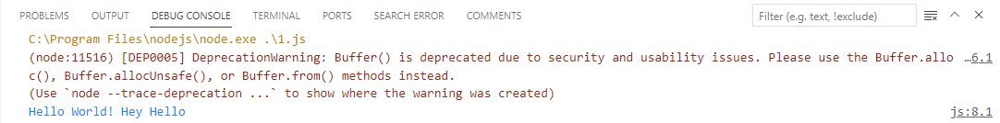 PROBLEMS OUTPUT DEBUG CONSOLE TERMINAL PORTS SEARCH ERROR COMMENTS Filter (e.g. text, !exclude)
C:\Program Files\nodejs\node.exe .\1.js
(node:11516) [DEP0005] DeprecationWarning: Buffer() is deprecated due to security and usability issues. Please use the Buffer.allo …6.1
c(), Buffer.allocUnsafe(), or Buffer.from() methods instead.
(Use `node --trace-deprecation ...` to show where the warning was created)
Hello World! Hey Hello js:8.1